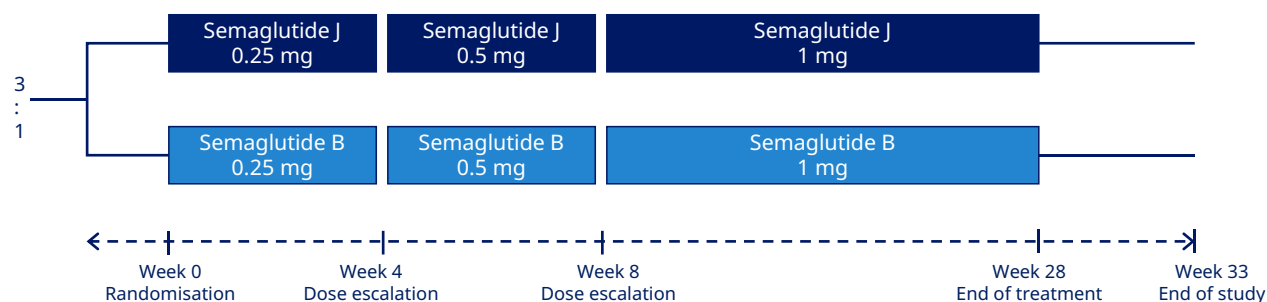 3
:
1
Semaglutide J
0.25 mg
Semaglutide J
0.5 mg
Semaglutide J
1 mg
Semaglutide B
0.25 mg
Semaglutide B
0.5 mg
Semaglutide B
1 mg
Week 0
Randomisation
Week 4
Dose escalation
Week 8
Dose escalation
Week 28
End of treatment
Week 33
End of study